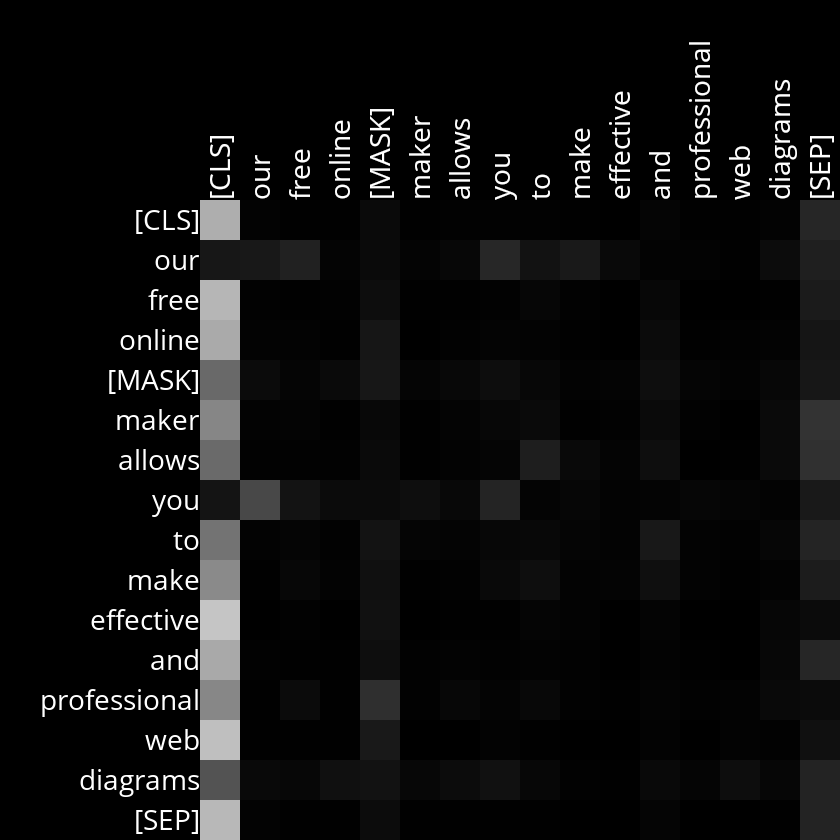 [CLS] our free online [MASK] maker allows you to make effective and professional web diagrams [SEP]
[CLS]
our
free
online
[MASK]
maker
allows
you
to
make
effective
and
professional
web
diagrams
[SEP]